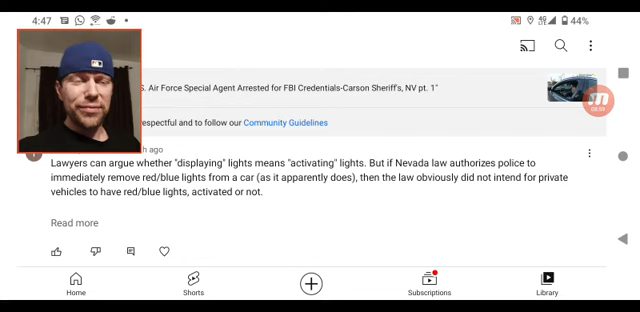 4:47
44%
S. Air Force Special Agent Arrested for FBI Credentials-Carson Sheriff's, NV pt. 1"
espectful and to follow our Community Guidelines
h ago
Lawyers can argue whether "displaying" lights means "activating" lights. But if Nevada law authorizes police to
immediately remove red/blue lights from a car (as it apparently does), then the law obviously did not intend for private
vehicles to have red/blue lights, activated or not.
Read more
Home
Shorts
Subscriptions
Library